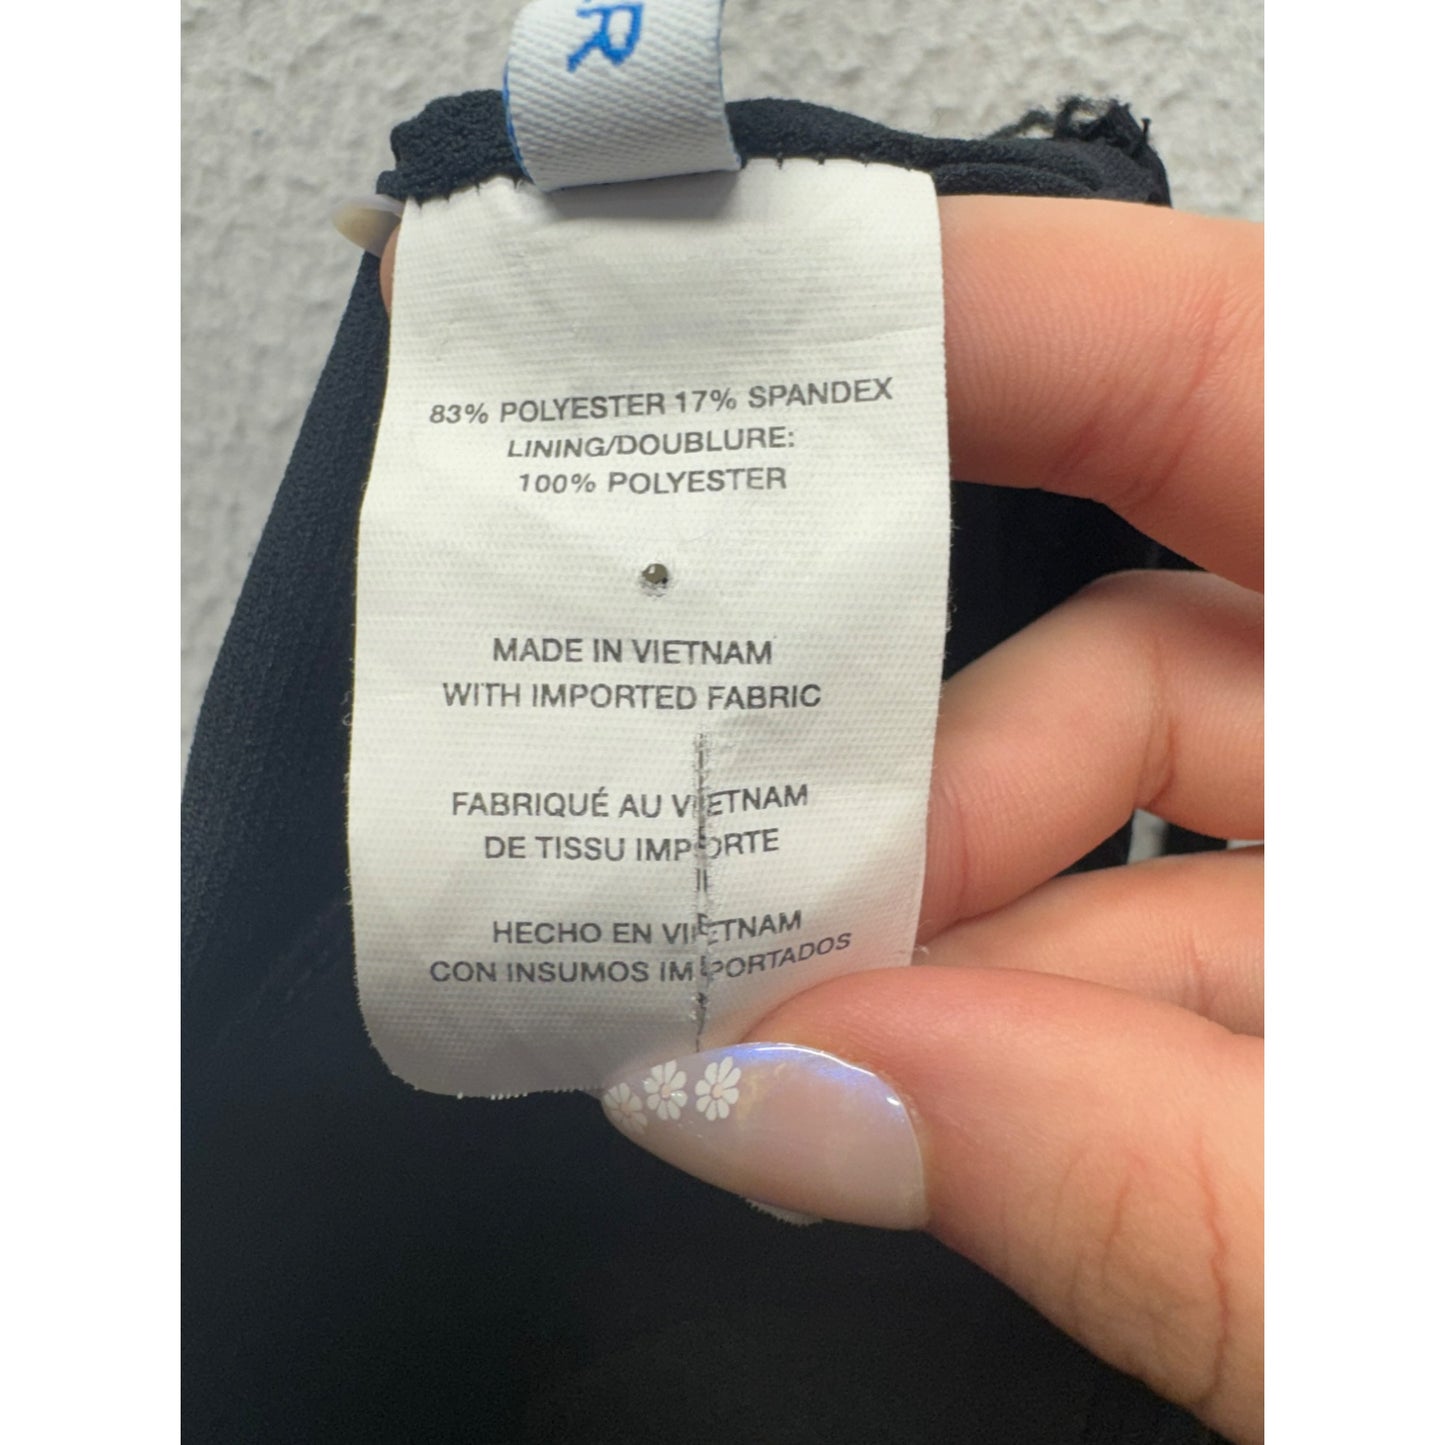 83% POLYESTER 17% SPANDEX
LINING/DOUBLURE:
100% POLYESTER
MADE IN VIETNAM
WITH IMPORTED FABRIC
FABRIQUÉ AU VIETNAM
DE TISSU IMPORTE
HECHO EN VIETNAM
CON INSUMOS IMPORTADOS